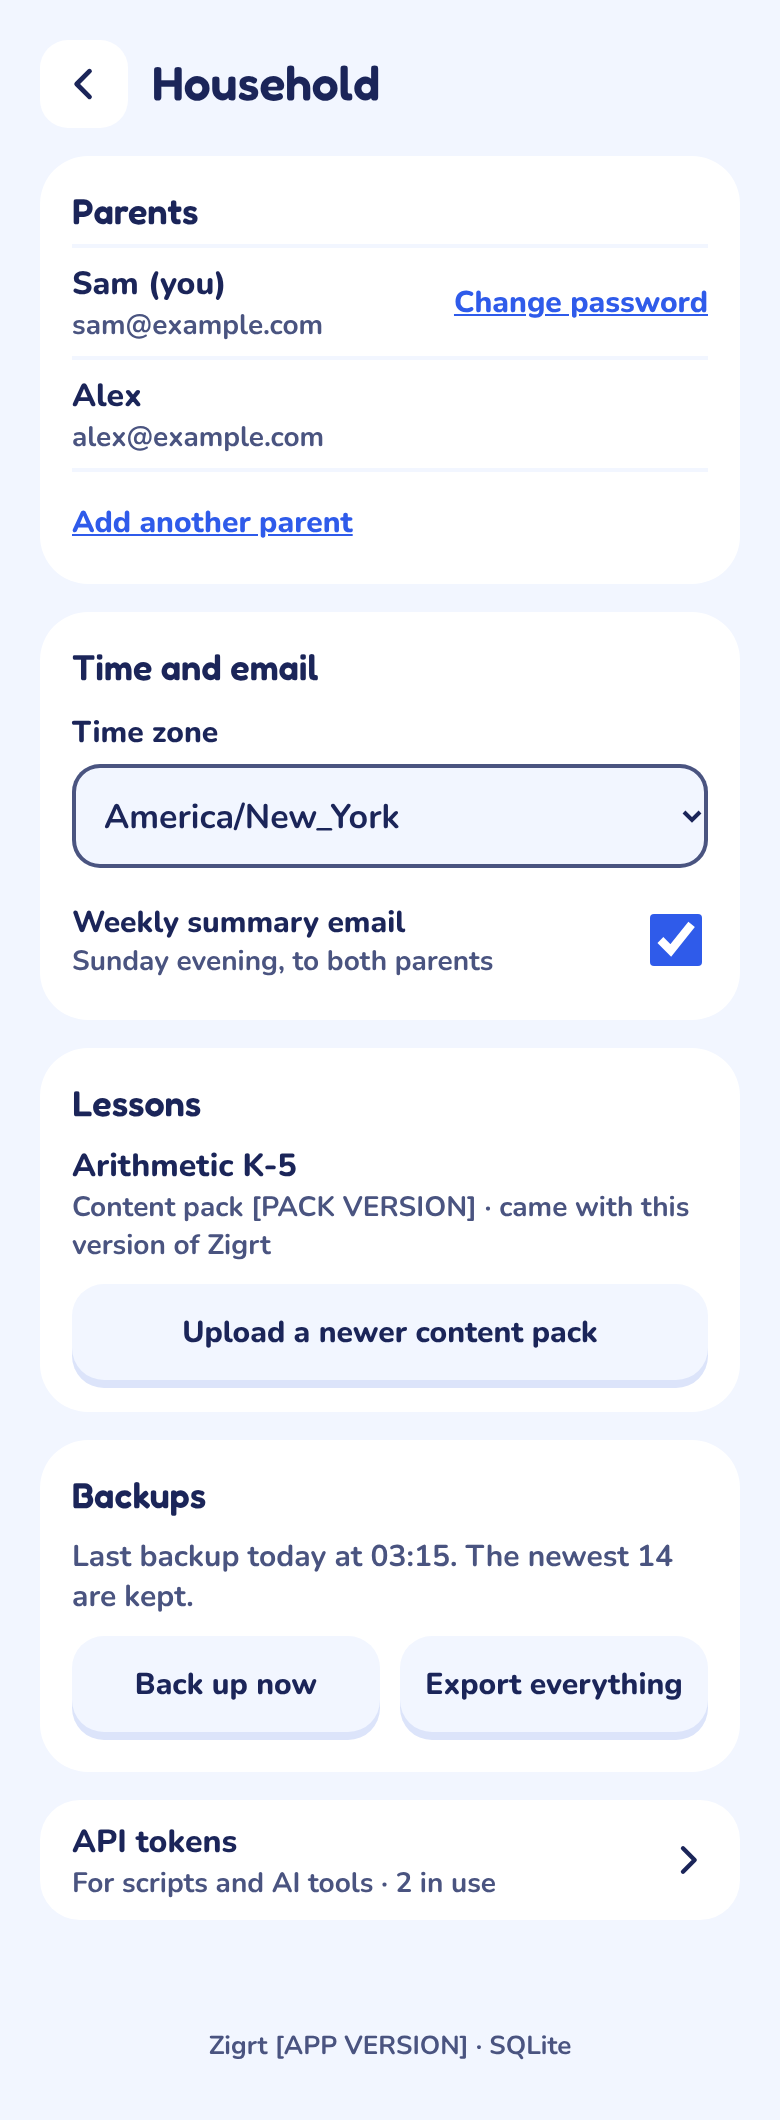 Household
Parents
Sam (you)
sam@example.com
Change password
Alex
alex@example.com
Add another parent
Time and email
Time zone
America/New_York
Weekly summary email
Sunday evening, to both parents
Lessons
Arithmetic K-5
Content pack [PACK VERSION] · came with this
version of Zigrt
Upload a newer content pack
Backups
Last backup today at 03:15. The newest 14
are kept.
Back up now
Export everything
API tokens
For scripts and AI tools · 2 in use
Zigrt [APP VERSION] · SQLite